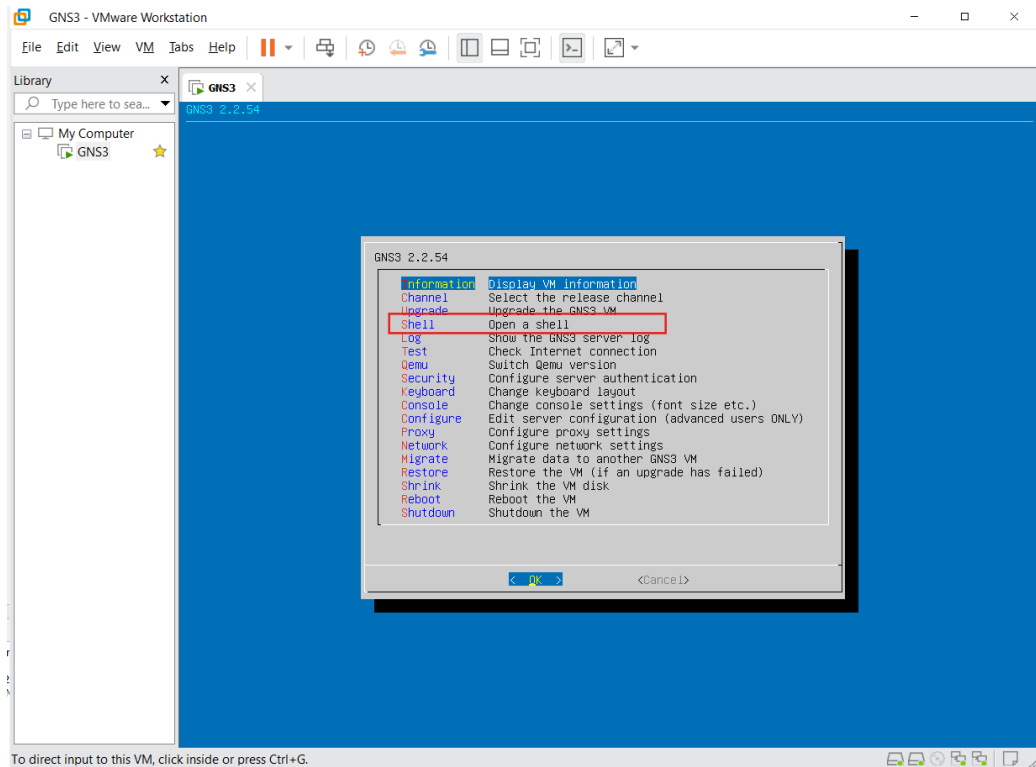 GNS3 - VMware Workstation
File Edit View VM Tabs Help
Library
GNS3
Type here to sea...
GNS3 2.2.54
My Computer
GNS3
GNS3 2.2.54
Information Display VM information
Channel Select the release channel
Upgrade Upgrade the GNS3 VM
Shell Open a shell
Log Show the GNS3 server log
Test Check Internet connection
Qemu Switch Qemu version
Security Configure server authentication
Keyboard Change keyboard layout
Console Change console settings (font size etc.)
Configure Edit server configuration (advanced users ONLY)
Proxy Configure proxy settings
Network Configure network settings
Migrate Migrate data to another GNS3 VM
Restore Restore the VM (if an upgrade has failed)
Shrink Shrink the VM disk
Reboot Reboot the VM
Shutdown Shutdown the VM
< OK > <Cancel>
To direct input to this VM, click inside or press Ctrl+G.